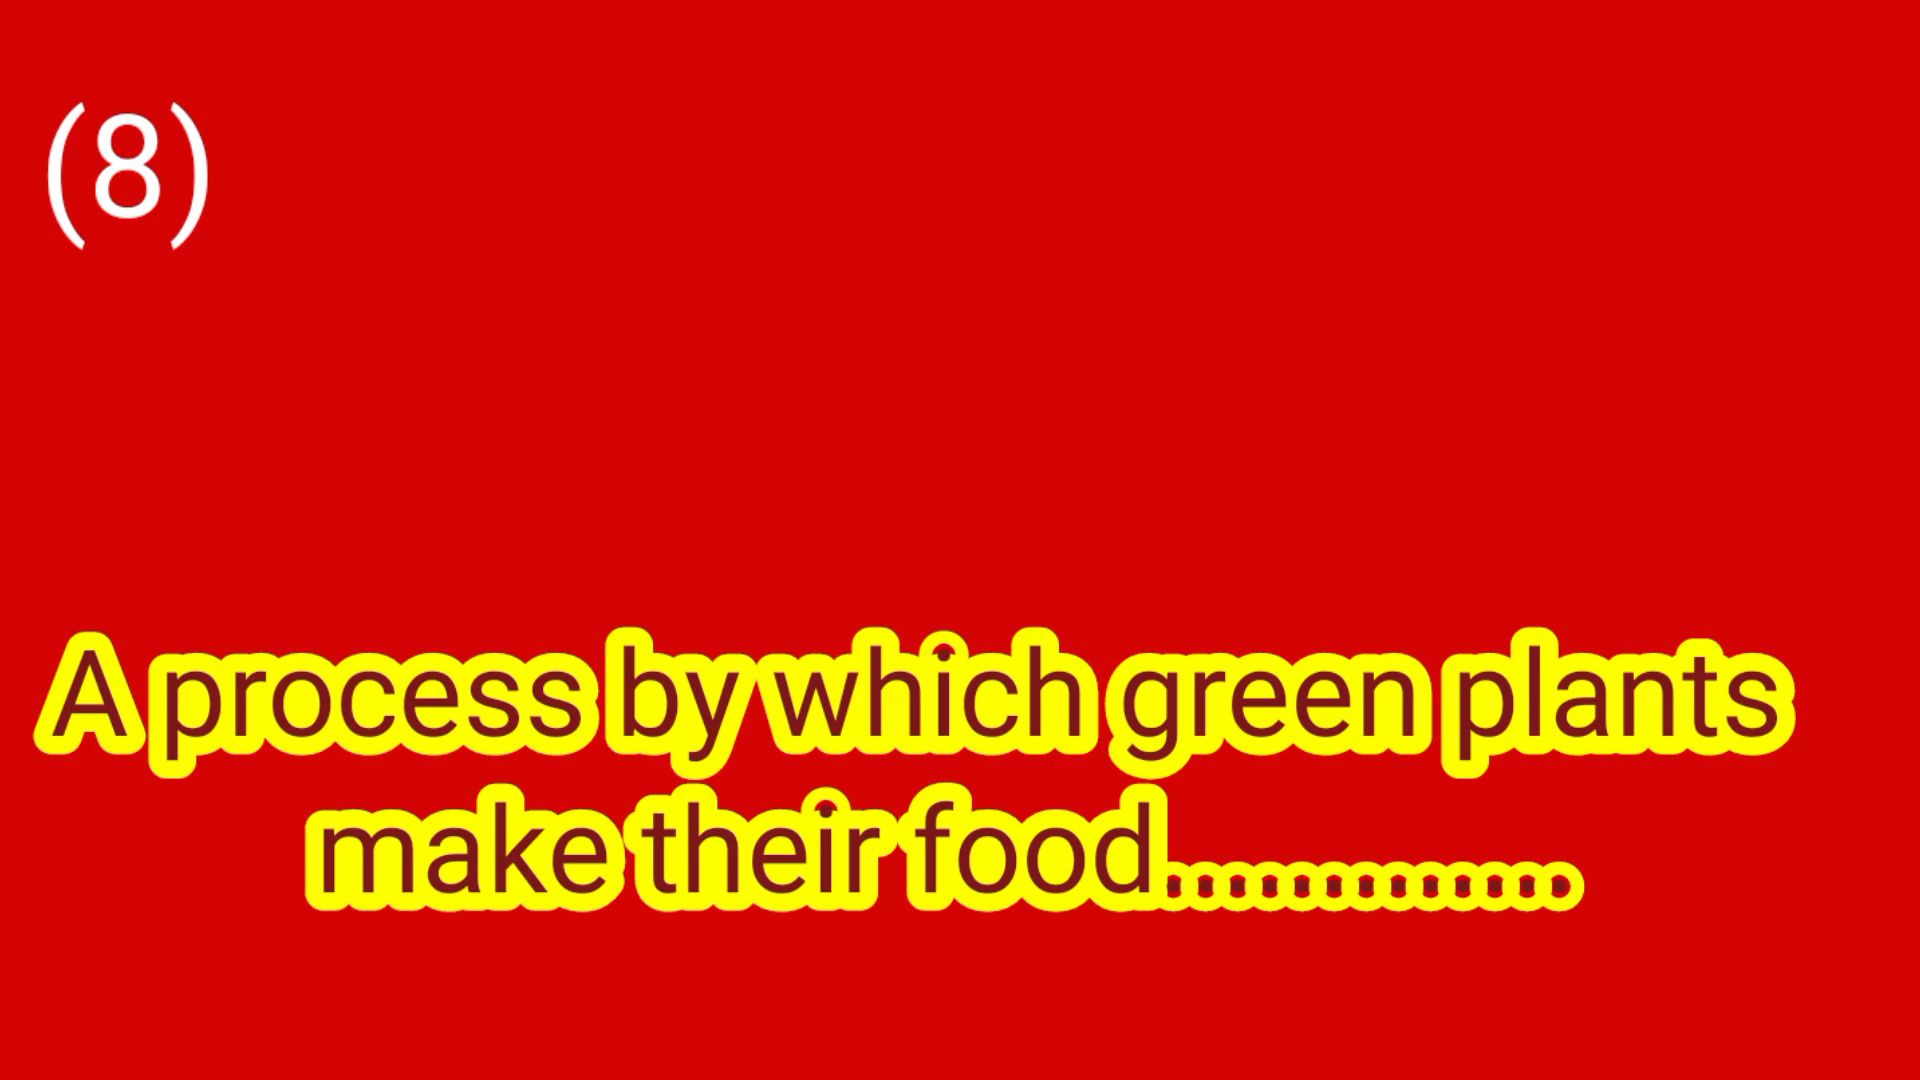 (8)
A process by which green plants
make their food.............